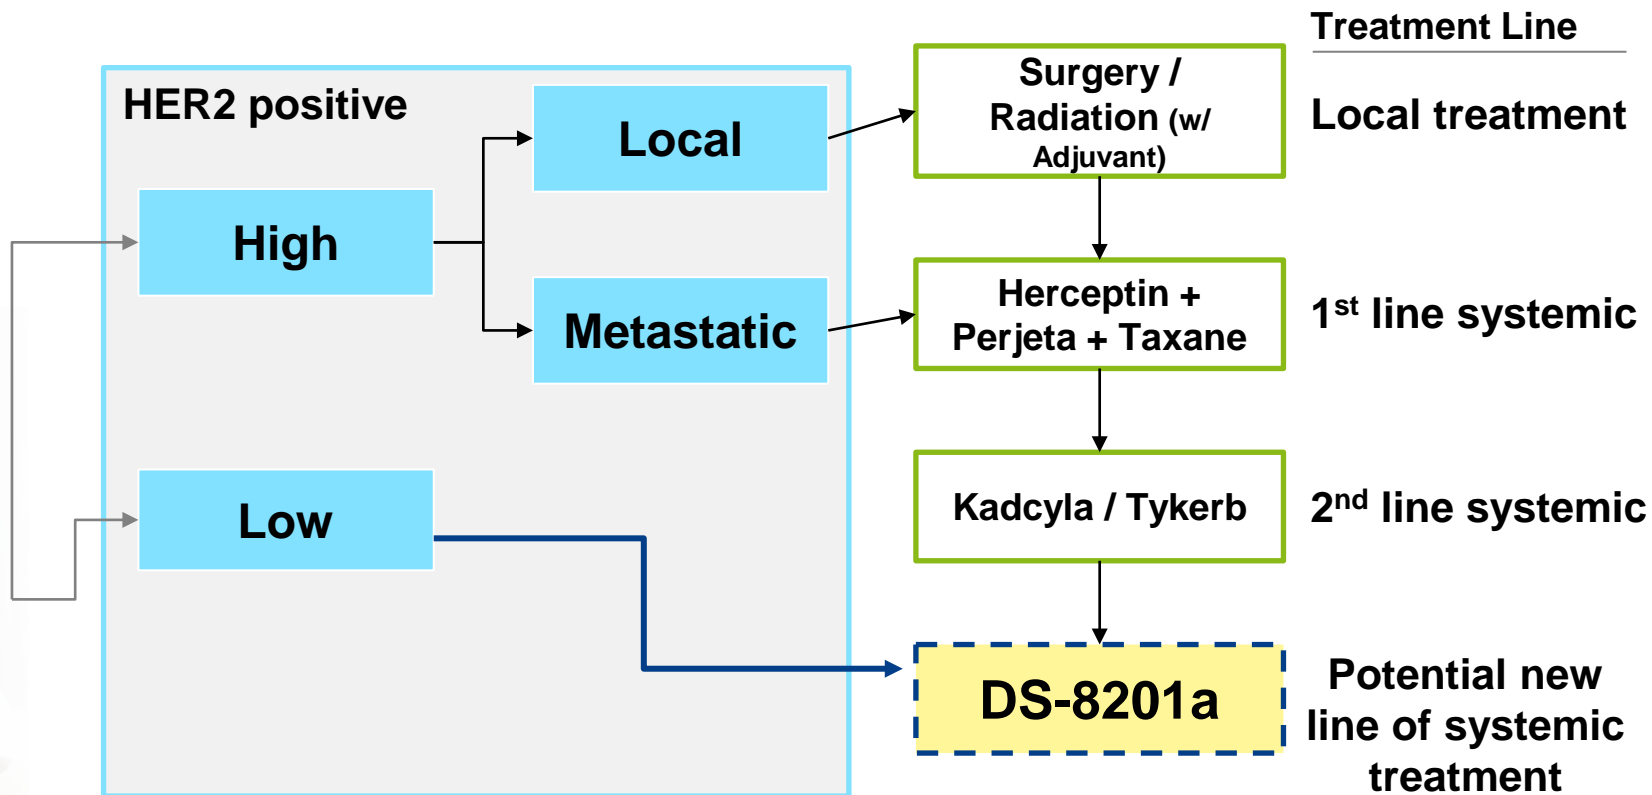 Treatment Line
HER2 positive
High
Low
Local
Metastatic
Surgery /
Radiation (w/
Adjuvant)
Local treatment
Herceptin +
Perjeta + Taxane
1st line systemic
Kadcyla / Tykerb
2nd line systemic
DS-8201a
Potential new
line of systemic
treatment